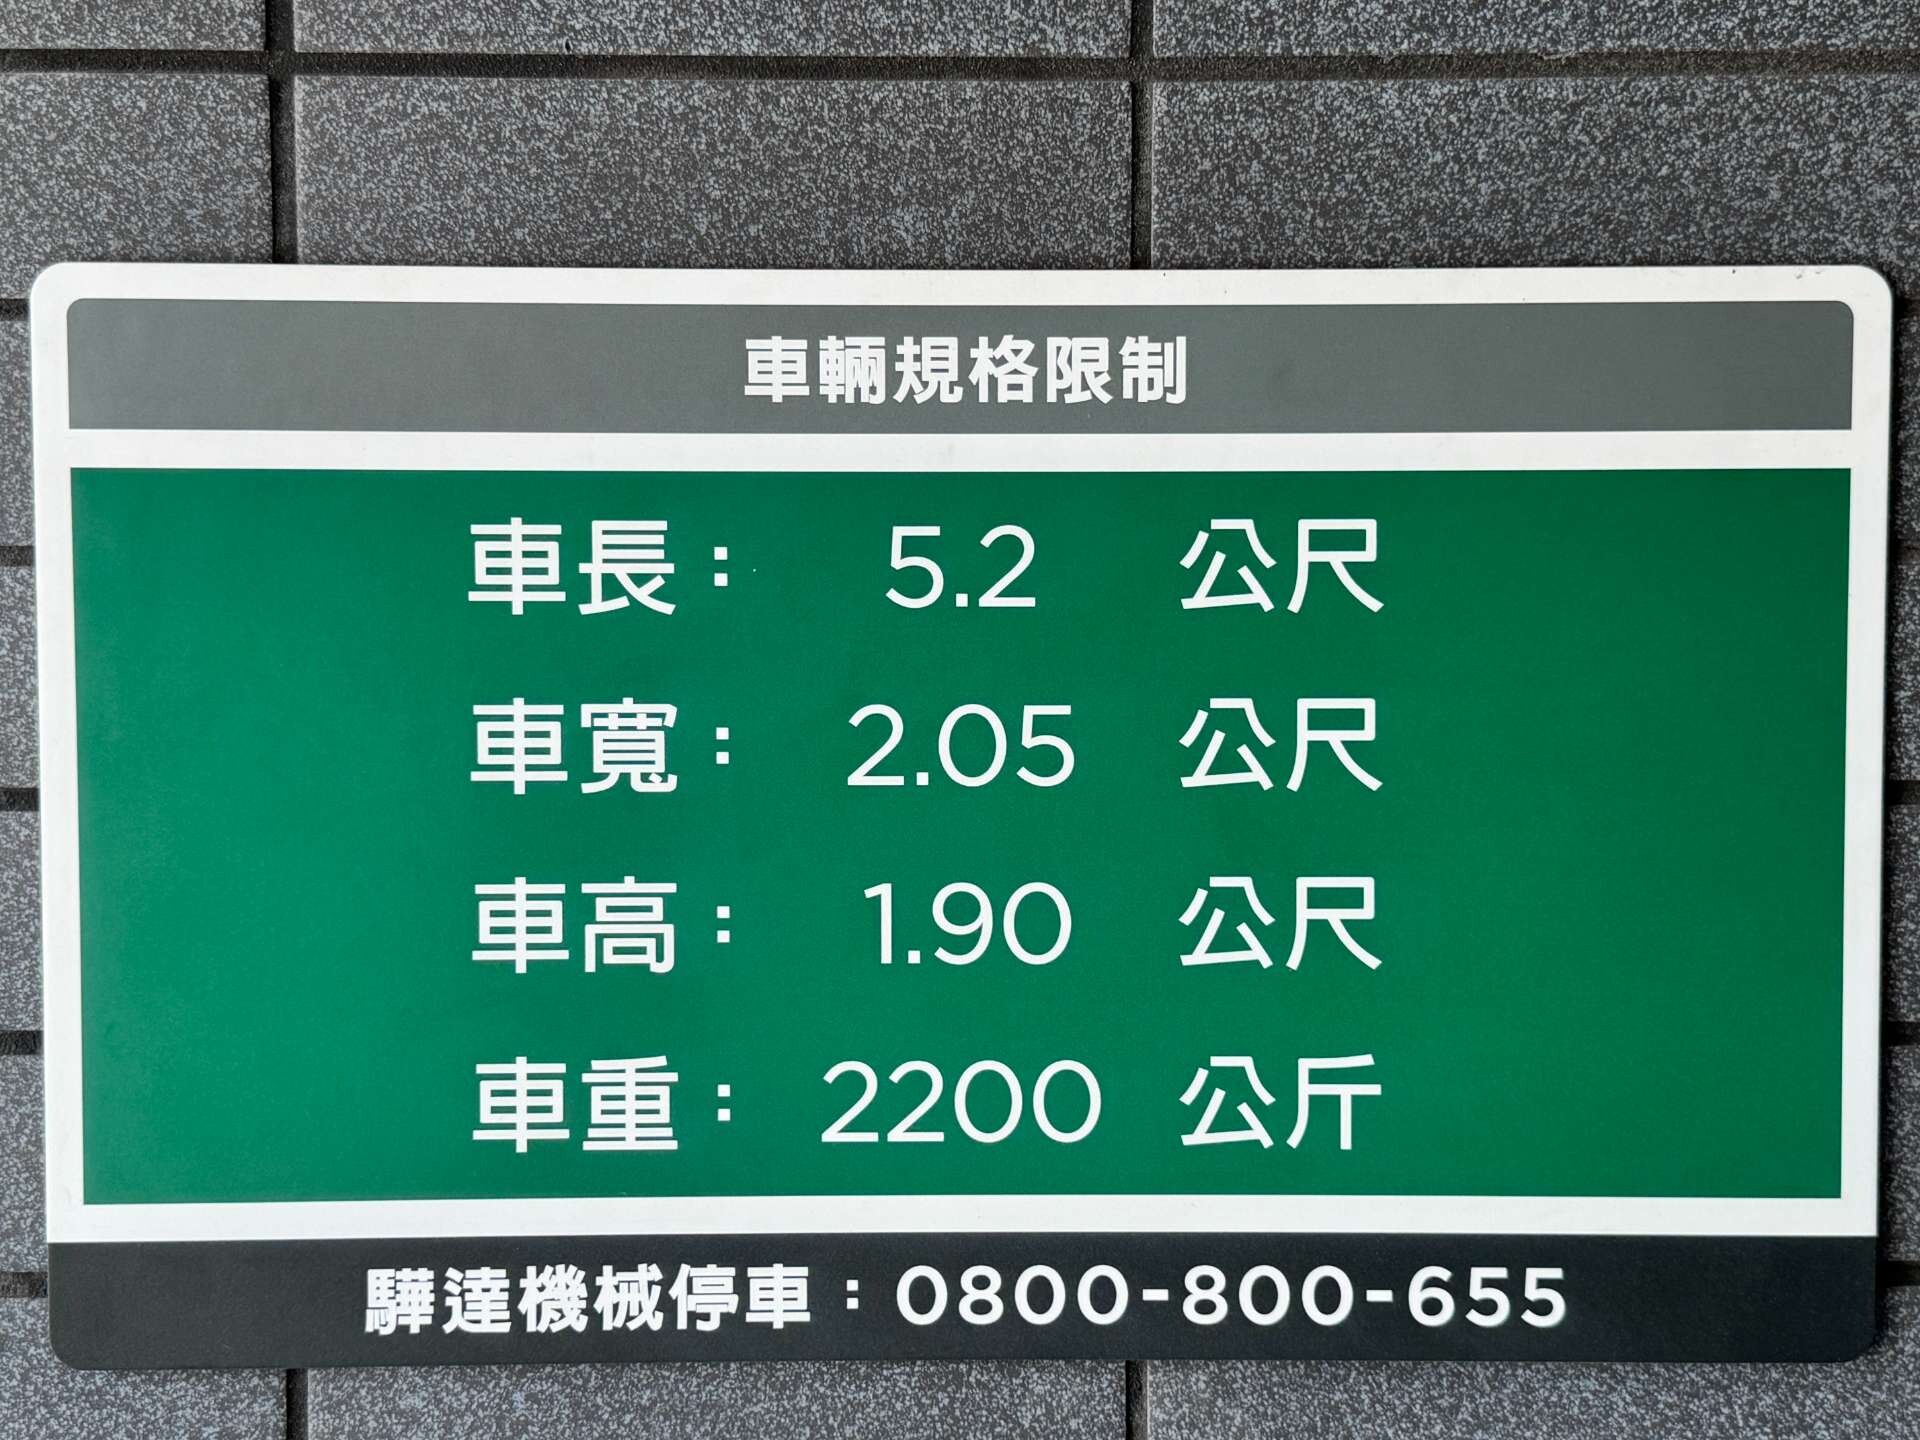 車輛規格限制
車長: 5.2 公尺
車寬: 2.05 公尺
車高: 1.90 公尺
車重: 2200 公斤
驊達機械停車:0800-800-655